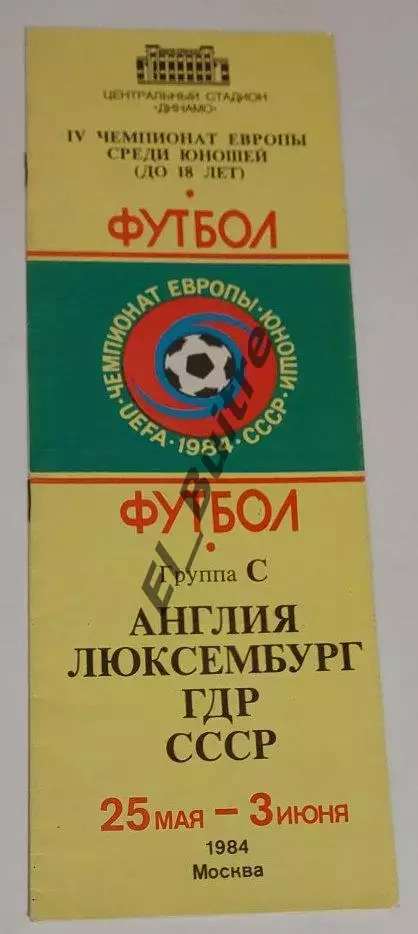 ЦЕНТРАЛЬНЫЙ СТАДИОН
«ДИНАМО»
IV ЧЕМПИОНАТ ЕВРОПЫ
СРЕДИ ЮНОШЕЙ
(ДО 18 ЛЕТ)
ФУТБОЛ
ЧЕМПИОНАТ ЕВРОПЫ · ЮНОШИ
· UEFA · 1984 · СССР ·
ФУТБОЛ
Группа С
АНГЛИЯ
ЛЮКСЕМБУРГ
ГДР
СССР
25 МАЯ – 3 ИЮНЯ
1984
Москва
El_Buitre